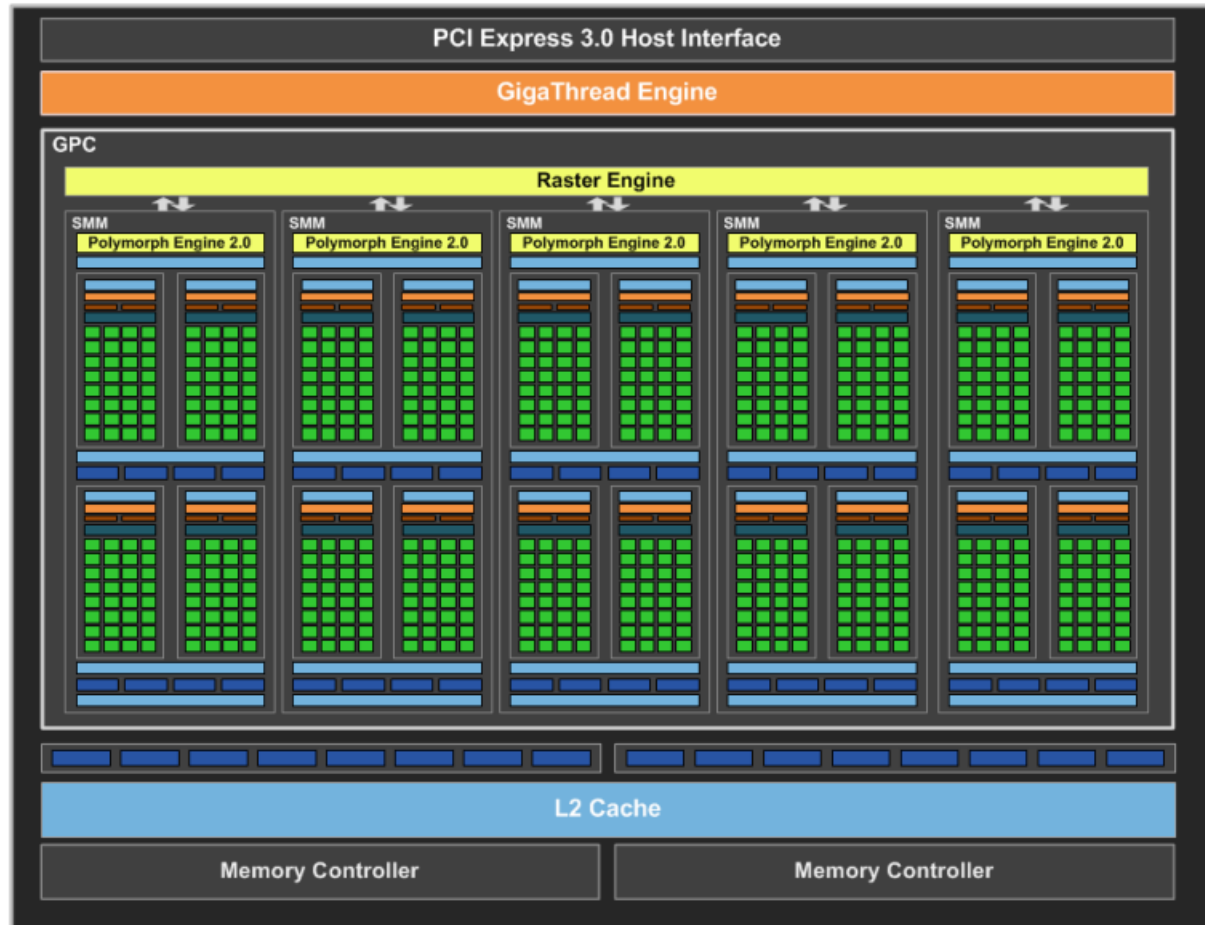 PCI Express 3.0 Host Interface
GigaThread Engine
GPC
Raster Engine
SMM SMM SMM SMM SMM
Polymorph Engine 2.0 Polymorph Engine 2.0 Polymorph Engine 2.0 Polymorph Engine 2.0 Polymorph Engine 2.0
L2 Cache
Memory Controller Memory Controller